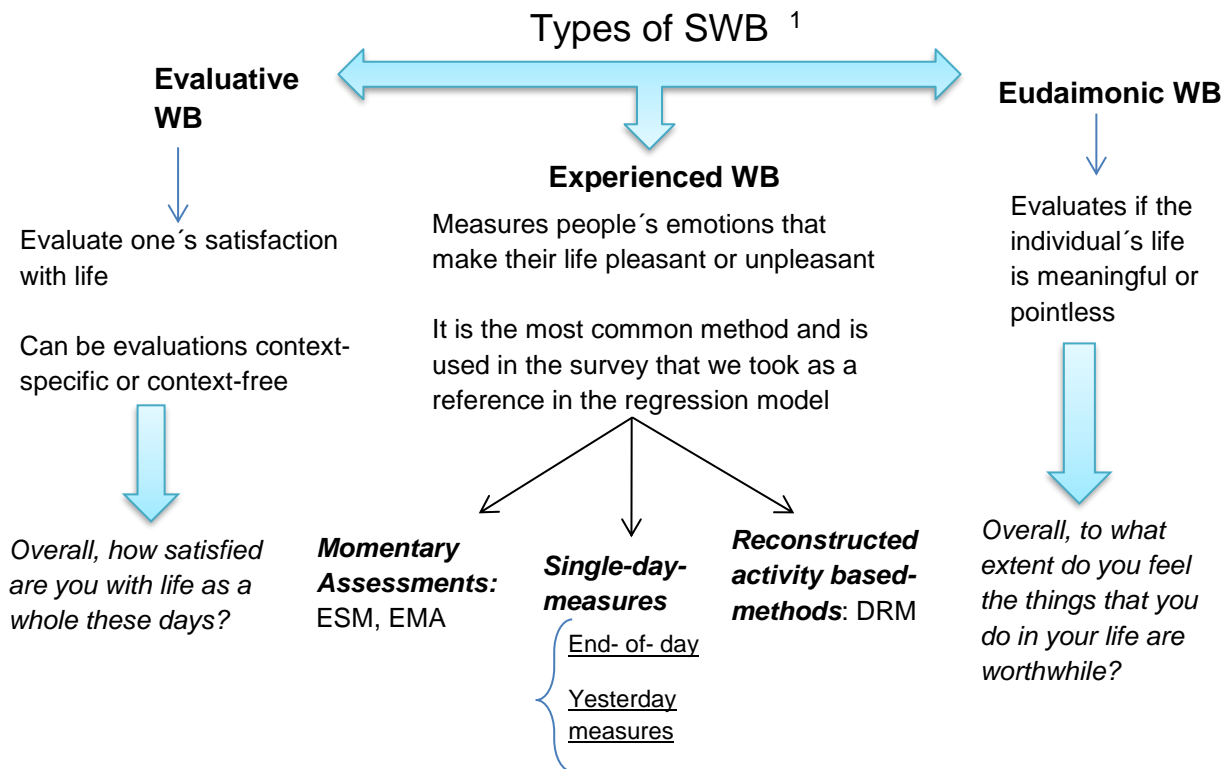 Types of SWB 1
Evaluative
WB
Evaluate one´s satisfaction
with life
Can be evaluations context-
specific or context-free
Overall, how satisfied
are you with life as a
whole these days?
Experienced WB
Measures people´s emotions that
make their life pleasant or unpleasant
It is the most common method and is
used in the survey that we took as a
reference in the regression model
Momentary
Assessments:
ESM, EMA
Single-day-
measures
End- of- day
Yesterday
measures
Reconstructed
activity based-
methods: DRM
Eudaimonic WB
Evaluates if the
individual´s life
is meaningful or
pointless
Overall, to what
extent do you feel
the things that you
do in your life are
worthwhile?